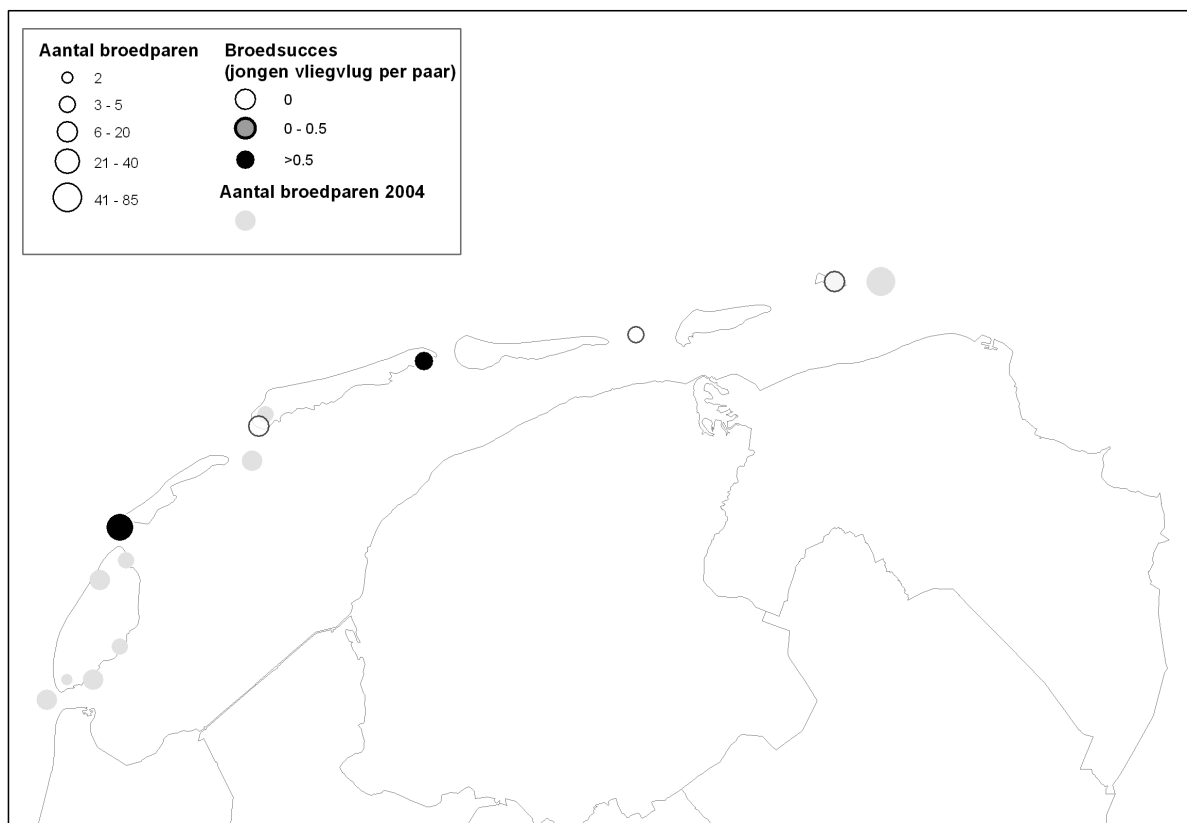 Aantal broedparen
2
3 - 5
6 - 20
21 - 40
41 - 85
Broedsucces
(jongen vliegvlug per paar)
0
0 - 0.5
>0.5
Aantal broedparen 2004